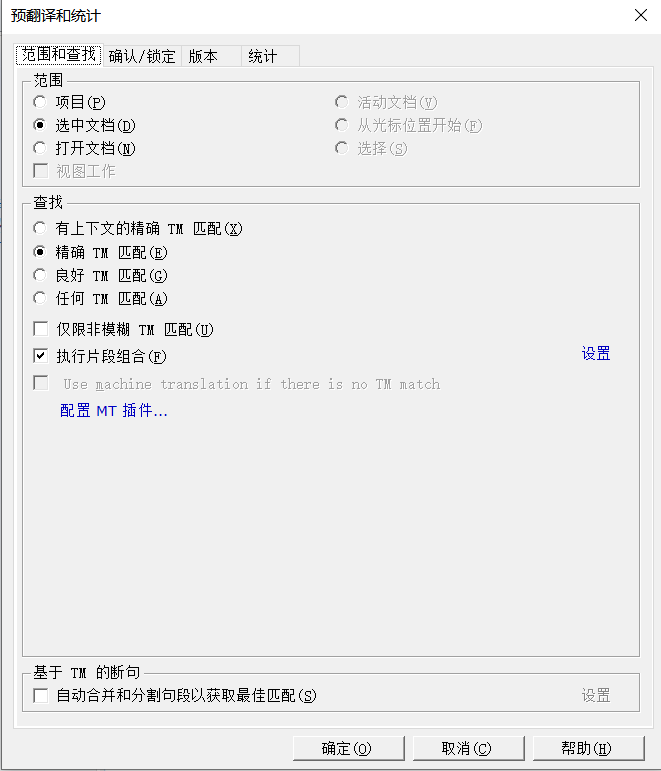 预翻译和统计
范围和查找 确认/锁定 版本 统计
范围
项目(P) 活动文档(V)
选中文档(D) 从光标位置开始(F)
打开文档(N) 选择(S)
视图工作
查找
有上下文的精确 TM 匹配(X)
精确 TM 匹配(E)
良好 TM 匹配(G)
任何 TM 匹配(A)
仅限非模糊 TM 匹配(U)
执行片段组合(F) 设置
Use machine translation if there is no TM match
配置 MT 插件...
基于 TM 的断句
自动合并和分割句段以获取最佳匹配(S) 设置
确定(O) 取消(C) 帮助(H)